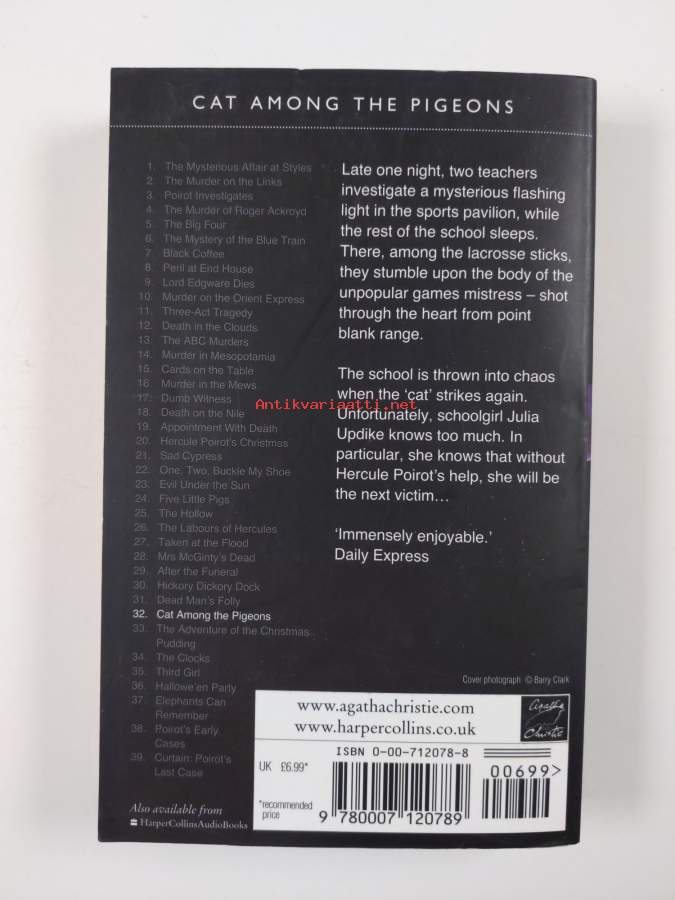 CAT AMONG THE PIGEONS
1. The Mysterious Affair at Styles
2. The Murder on the Links
3. Poirot Investigates
4. The Murder of Roger Ackroyd
5. The Big Four
6. The Mystery of the Blue Train
7. Black Coffee
8. Peril at End House
9. Lord Edgware Dies
10. Murder on the Orient Express
11. Three-Act Tragedy
12. Death in the Clouds
13. The ABC Murders
14. Murder in Mesopotamia
15. Cards on the Table
16. Murder in the Mews
17. Dumb Witness
18. Death on the Nile
19. Appointment With Death
20. Hercule Poirot's Christmas
21. Sad Cypress
22. One, Two, Buckle My Shoe
23. Evil Under the Sun
24. Five Little Pigs
25. The Hollow
26. The Labours of Hercules
27. Taken at the Flood
28. Mrs McGinty's Dead
29. After the Funeral
30. Hickory Dickory Dock
31. Dead Man's Folly
32. Cat Among the Pigeons
33. The Adventure of the Christmas
Pudding
34. The Clocks
35. Third Girl
36. Hallowe'en Party
37. Elephants Can
Remember
38. Poirot's Early
Cases
39. Curtain: Poirot's
Last Case
Also available from
HarperCollinsAudioBooks
Late one night, two teachers
investigate a mysterious flashing
light in the sports pavilion, while
the rest of the school sleeps.
There, among the lacrosse sticks,
they stumble upon the body of the
unpopular games mistress – shot
through the heart from point
blank range.
The school is thrown into chaos
when the 'cat' strikes again.
Unfortunately, schoolgirl Julia
Updike knows too much. In
particular, she knows that without
Hercule Poirot's help, she will be
the next victim…
'Immensely enjoyable.'
Daily Express
Antikvariaatti.net
Cover photograph © Barry Clark
www.agathachristie.com
www.harpercollins.co.uk
Agatha
Christie
ISBN 0-00-712078-8
UK £6.99*
*recommended
price
00699>
9 780007 120789